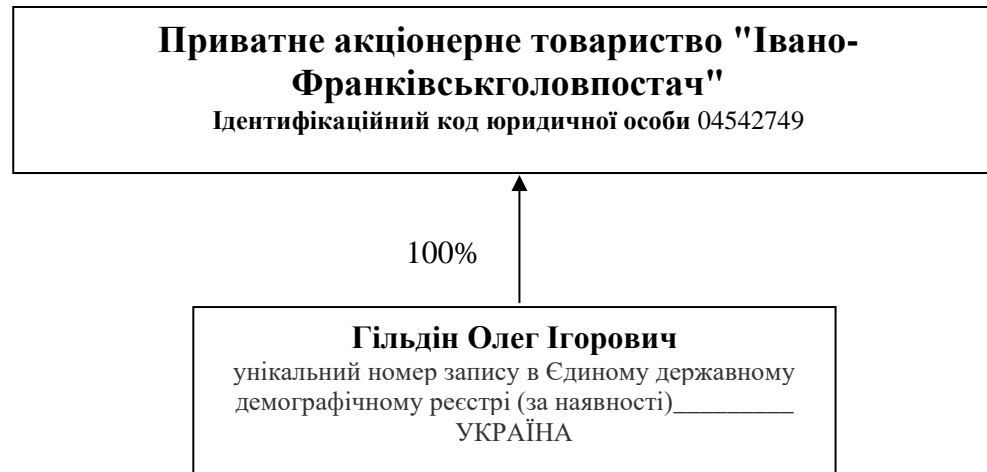 Приватне акціонерне товариство "Івано-
Франківськголовпостач"
Ідентифікаційний код юридичної особи 04542749
100%
Гільдін Олег Ігорович
унікальний номер запису в Єдиному державному
демографічному реєстрі (за наявності)_________
УКРАЇНА